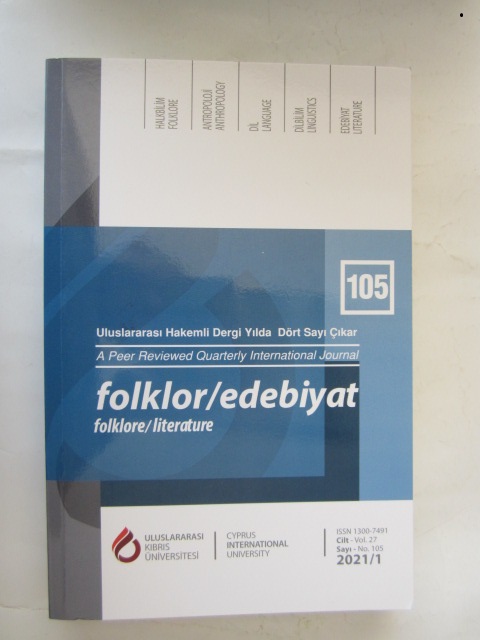 HALKBİLİM
FOLKLORE
ANTROPOLOJİ
ANTHROPOLOGY
DİL
LANGUAGE
DİLBİLİM
LINGUISTICS
EDEBİYAT
LITERATURE
105
Uluslararası Hakemli Dergi Yılda Dört Sayı Çıkar
A Peer Reviewed Quarterly International Journal
folklor/edebiyat
folklore/literature
ULUSLARARASI
KIBRIS
ÜNİVERSİTESİ
CYPRUS
INTERNATIONAL
UNIVERSITY
ISSN 1300-7491
Cilt - Vol. 27
Sayı - No. 105
2021/1